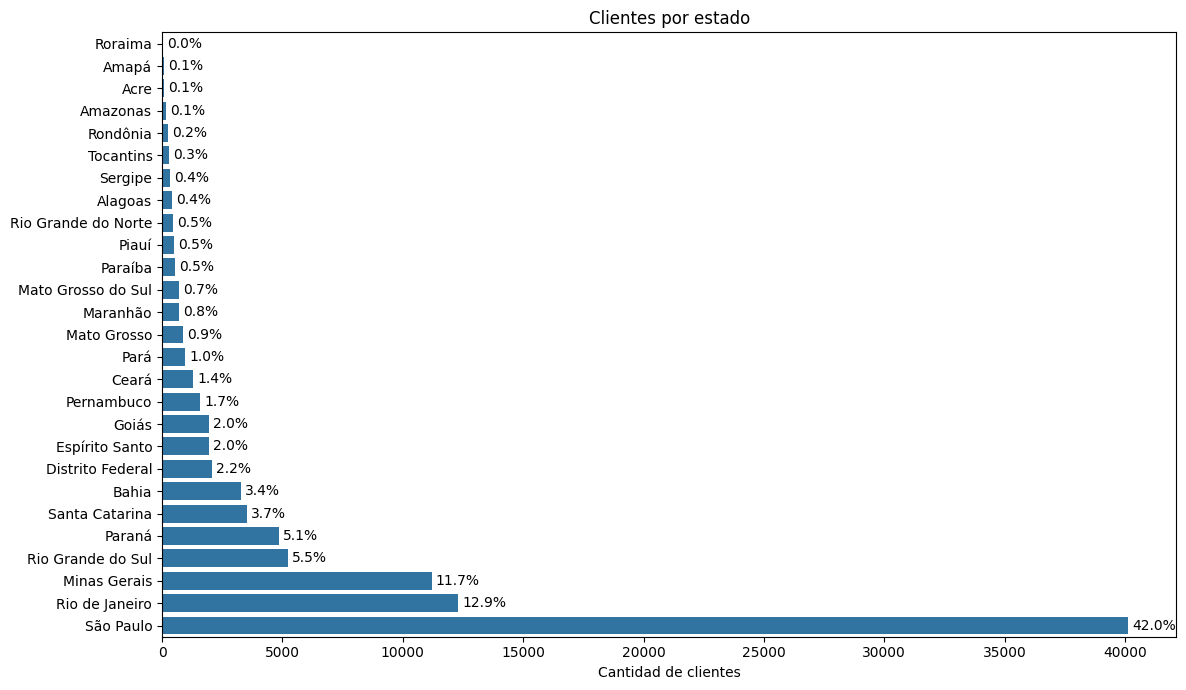 Clientes por estado
Roraima 0.0%
Amapá 0.1%
Acre 0.1%
Amazonas 0.1%
Rondônia 0.2%
Tocantins 0.3%
Sergipe 0.4%
Alagoas 0.4%
Rio Grande do Norte 0.5%
Piauí 0.5%
Paraíba 0.5%
Mato Grosso do Sul 0.7%
Maranhão 0.8%
Mato Grosso 0.9%
Pará 1.0%
Ceará 1.4%
Pernambuco 1.7%
Goiás 2.0%
Espírito Santo 2.0%
Distrito Federal 2.2%
Bahia 3.4%
Santa Catarina 3.7%
Paraná 5.1%
Rio Grande do Sul 5.5%
Minas Gerais 11.7%
Rio de Janeiro 12.9%
São Paulo 42.0%
0 5000 10000 15000 20000 25000 30000 35000 40000
Cantidad de clientes